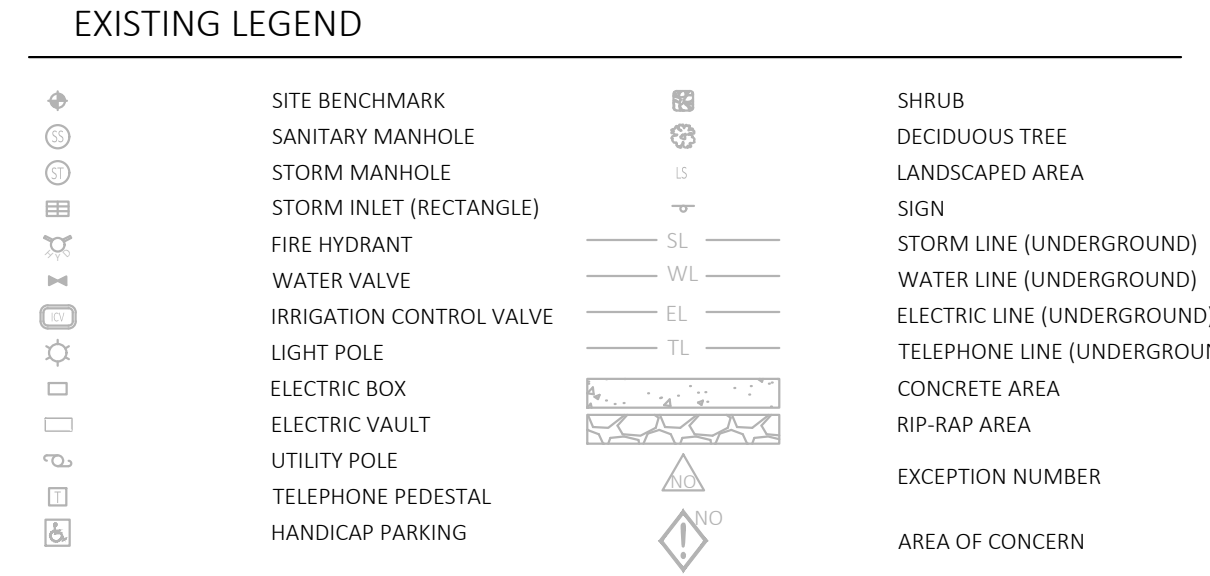 EXISTING LEGEND
SITE BENCHMARK
SS SANITARY MANHOLE
ST STORM MANHOLE
STORM INLET (RECTANGLE)
FIRE HYDRANT
WATER VALVE
ICV IRRIGATION CONTROL VALVE
LIGHT POLE
ELECTRIC BOX
ELECTRIC VAULT
UTILITY POLE
T TELEPHONE PEDESTAL
HANDICAP PARKING
SHRUB
DECIDUOUS TREE
LS LANDSCAPED AREA
SIGN
SL STORM LINE (UNDERGROUND)
WL WATER LINE (UNDERGROUND)
EL ELECTRIC LINE (UNDERGROUND)
TL TELEPHONE LINE (UNDERGROUN
CONCRETE AREA
RIP-RAP AREA
NO EXCEPTION NUMBER
! NO AREA OF CONCERN